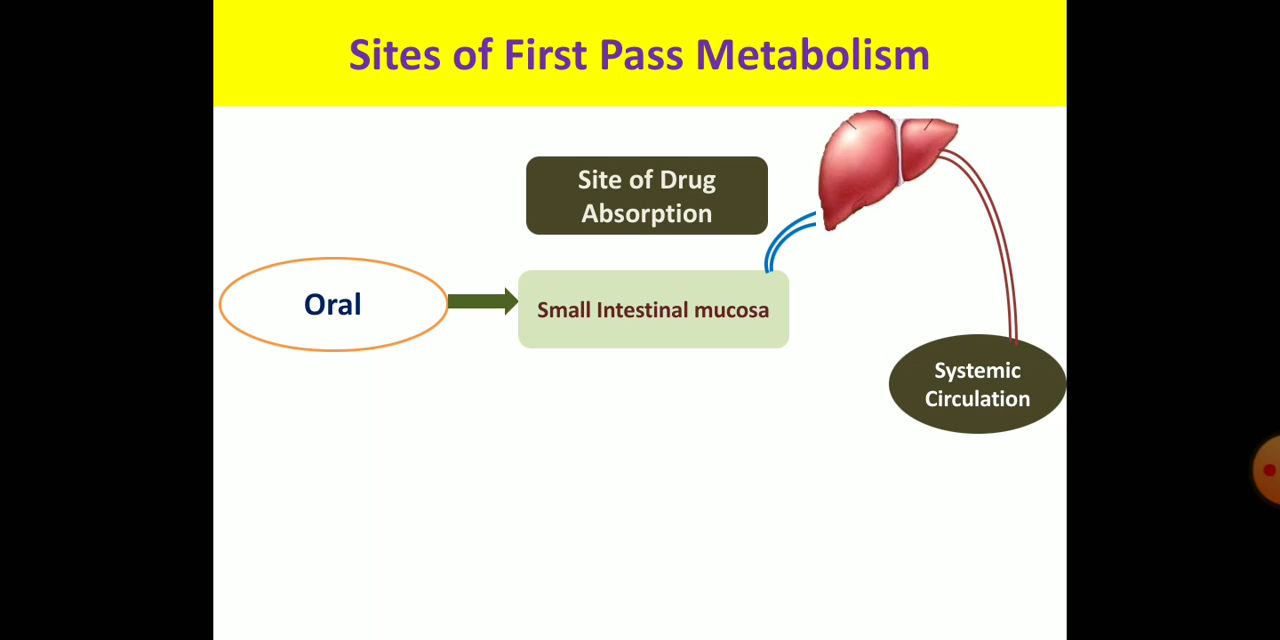 Sites of First Pass Metabolism
Site of Drug
Absorption
Oral
Small Intestinal mucosa
Systemic
Circulation